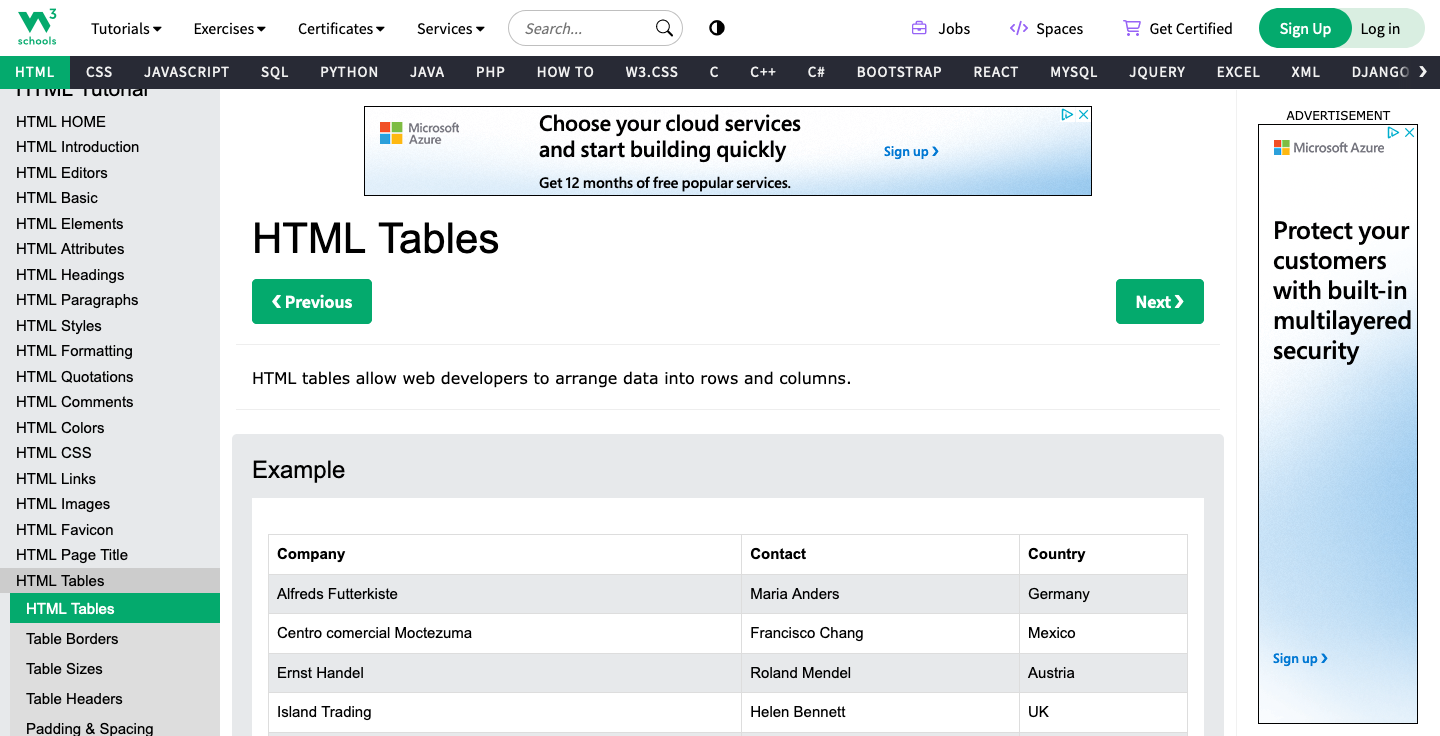 3
schools
Tutorials
Exercises
Certificates
Services
Search...
Jobs
Spaces
Get Certified
Sign Up
Log in
HTML
CSS
JAVASCRIPT
SQL
PYTHON
JAVA
PHP
HOW TO
W3.CSS
C
C++
C#
BOOTSTRAP
REACT
MYSQL
JQUERY
EXCEL
XML
DJANGO
❯
HTML Tutorial
HTML HOME
HTML Introduction
HTML Editors
HTML Basic
HTML Elements
HTML Attributes
HTML Headings
HTML Paragraphs
HTML Styles
HTML Formatting
HTML Quotations
HTML Comments
HTML Colors
HTML CSS
HTML Links
HTML Images
HTML Favicon
HTML Page Title
HTML Tables
HTML Tables
Table Borders
Table Sizes
Table Headers
Padding & Spacing
Microsoft
Azure
Choose your cloud services
and start building quickly
Get 12 months of free popular services.
Sign up ❯
HTML Tables
❮ Previous
Next ❯
HTML tables allow web developers to arrange data into rows and columns.
Example
Company Contact Country
Alfreds Futterkiste Maria Anders Germany
Centro comercial Moctezuma Francisco Chang Mexico
Ernst Handel Roland Mendel Austria
Island Trading Helen Bennett UK
ADVERTISEMENT
Microsoft Azure
Protect your
customers
with built-in
multilayered
security
Sign up ❯